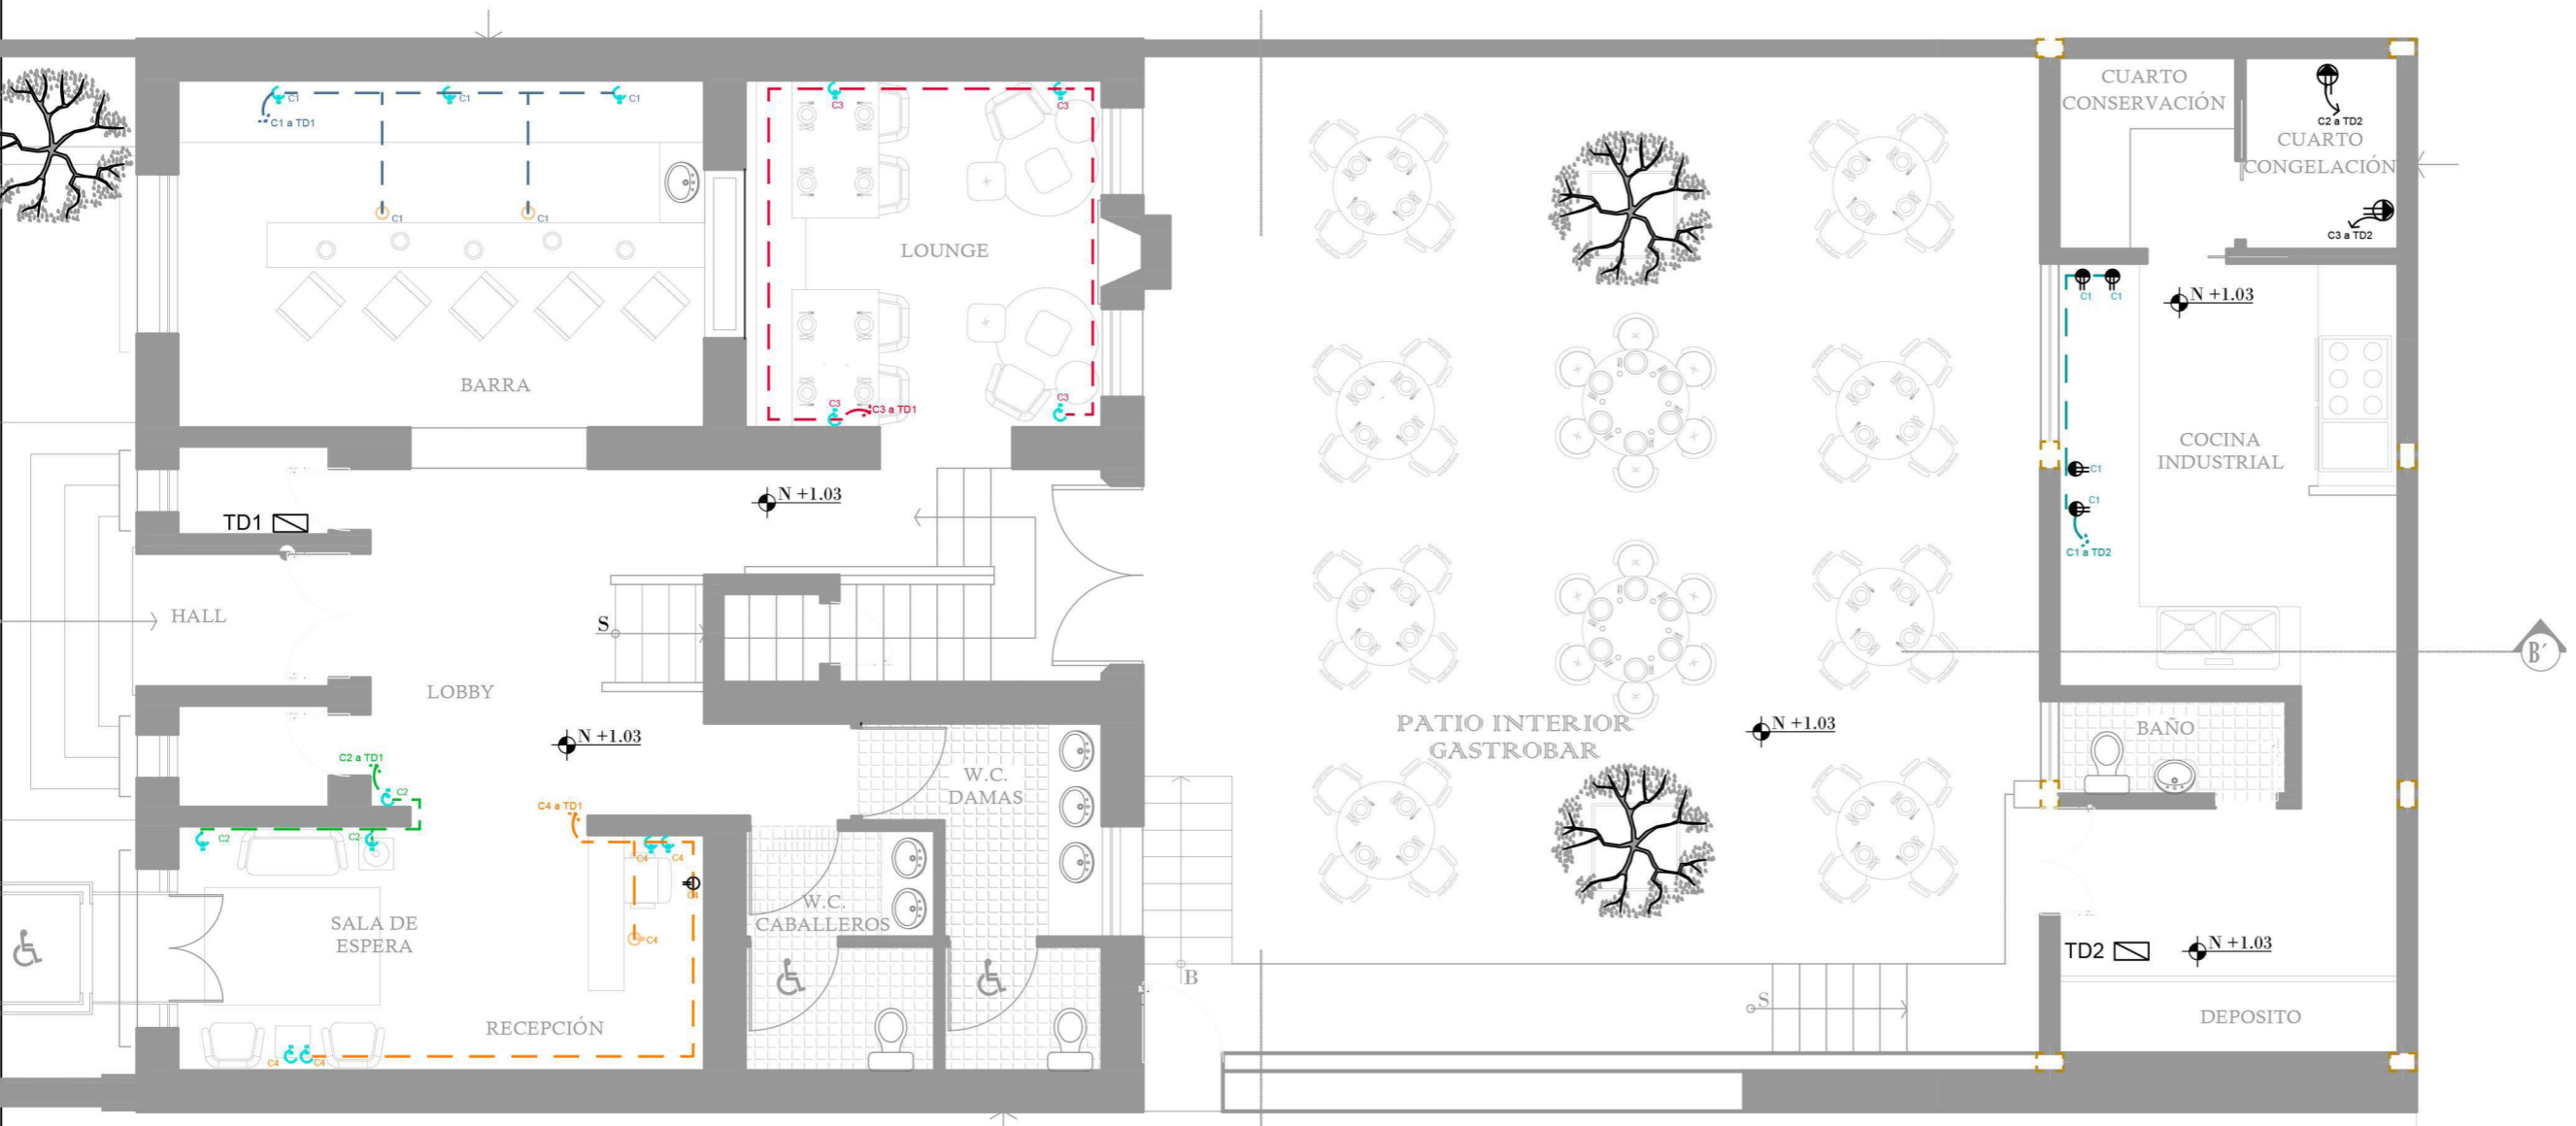 C1
C1
C1
C1 a TD1
C1
C1
BARRA
C3
C3
LOUNGE
C3
C3 a TD1
C3
CUARTO
CONSERVACIÓN
C2 a TD2
CUARTO
CONGELACIÓN
C3 a TD2
C1
C1
N +1.03
COCINA
INDUSTRIAL
C1
C1
C1 a TD2
TD1
N +1.03
HALL
S
LOBBY
N +1.03
C2 a TD1
C2
C2
C2
C4 a TD1
C4
C4
C4
C4
SALA DE
ESPERA
RECEPCIÓN
C4
C4
W.C.
DAMAS
W.C.
CABALLEROS
B
PATIO INTERIOR
GASTROBAR
N +1.03
S
BAÑO
TD2
N +1.03
DEPOSITO
B´